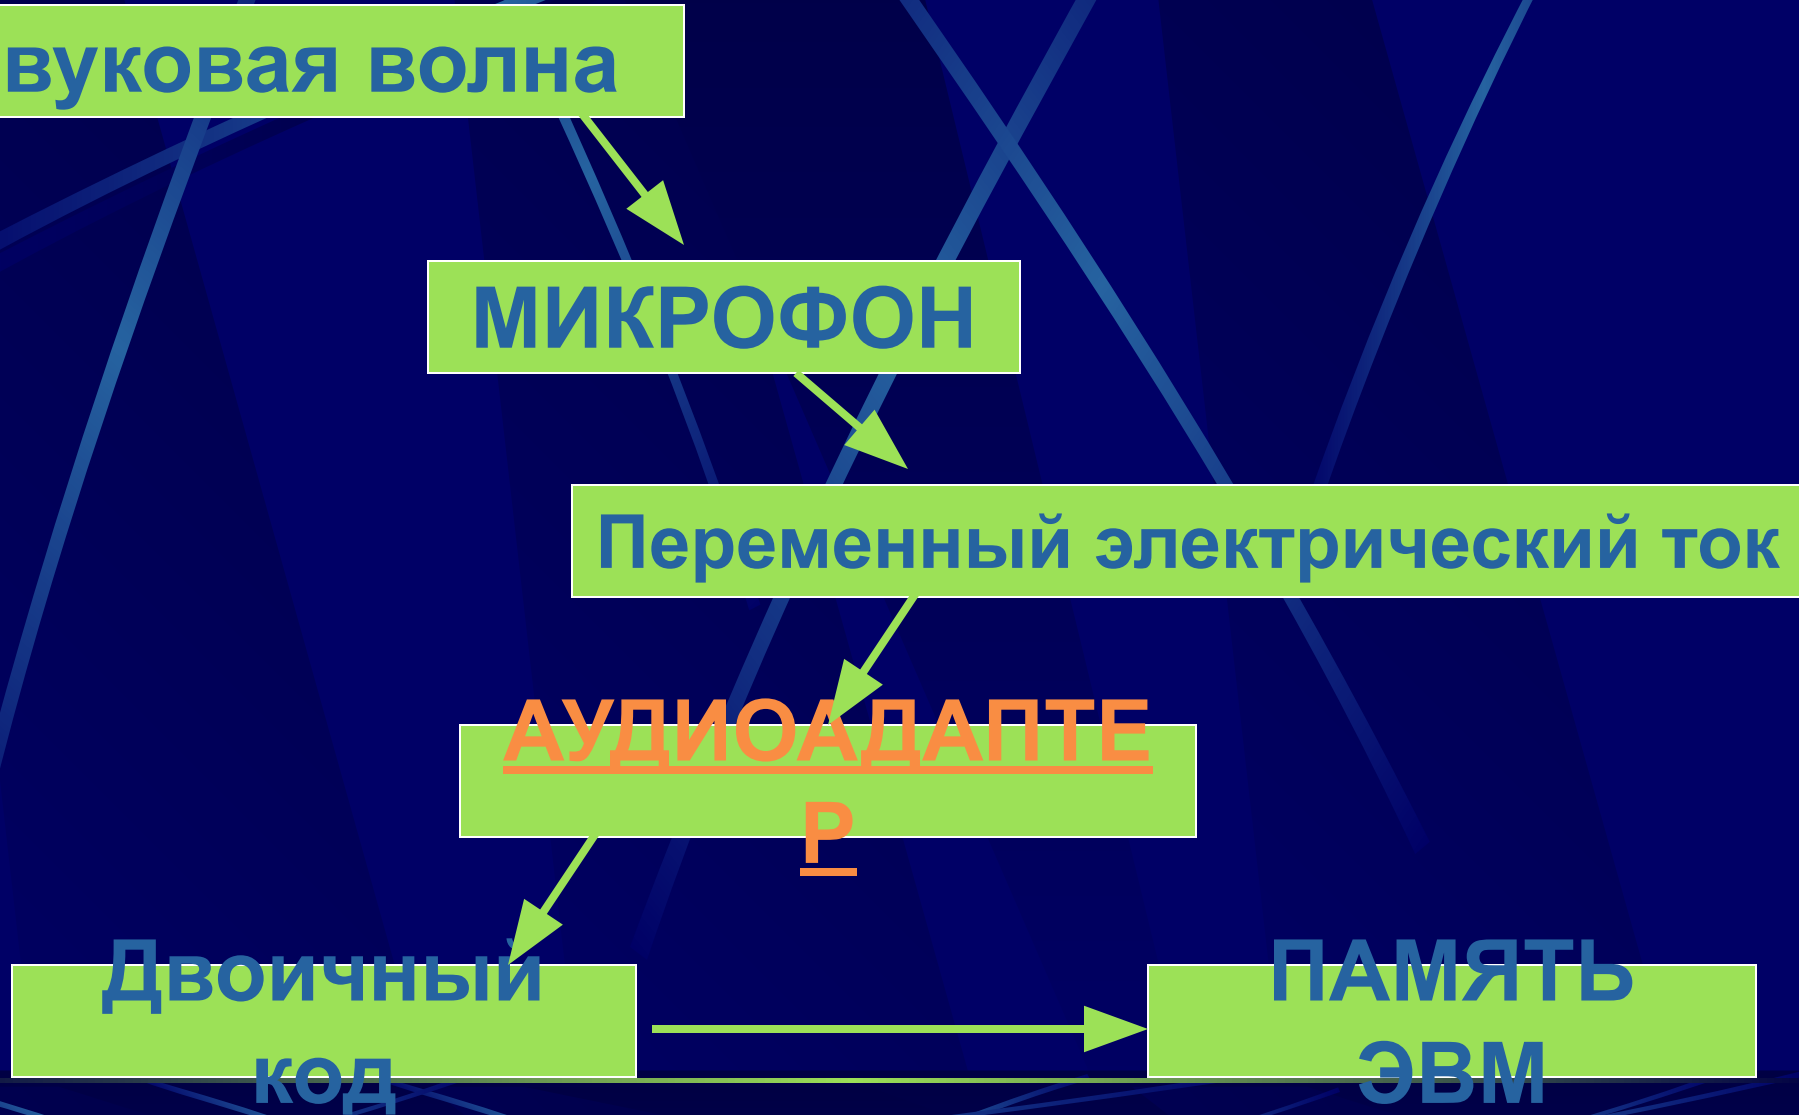 вуковая волна
МИКРОФОН
Переменный электрический ток
АУДИОАДАПТЕ
Р
Двоичный
код
ПАМЯТЬ
ЭВМ